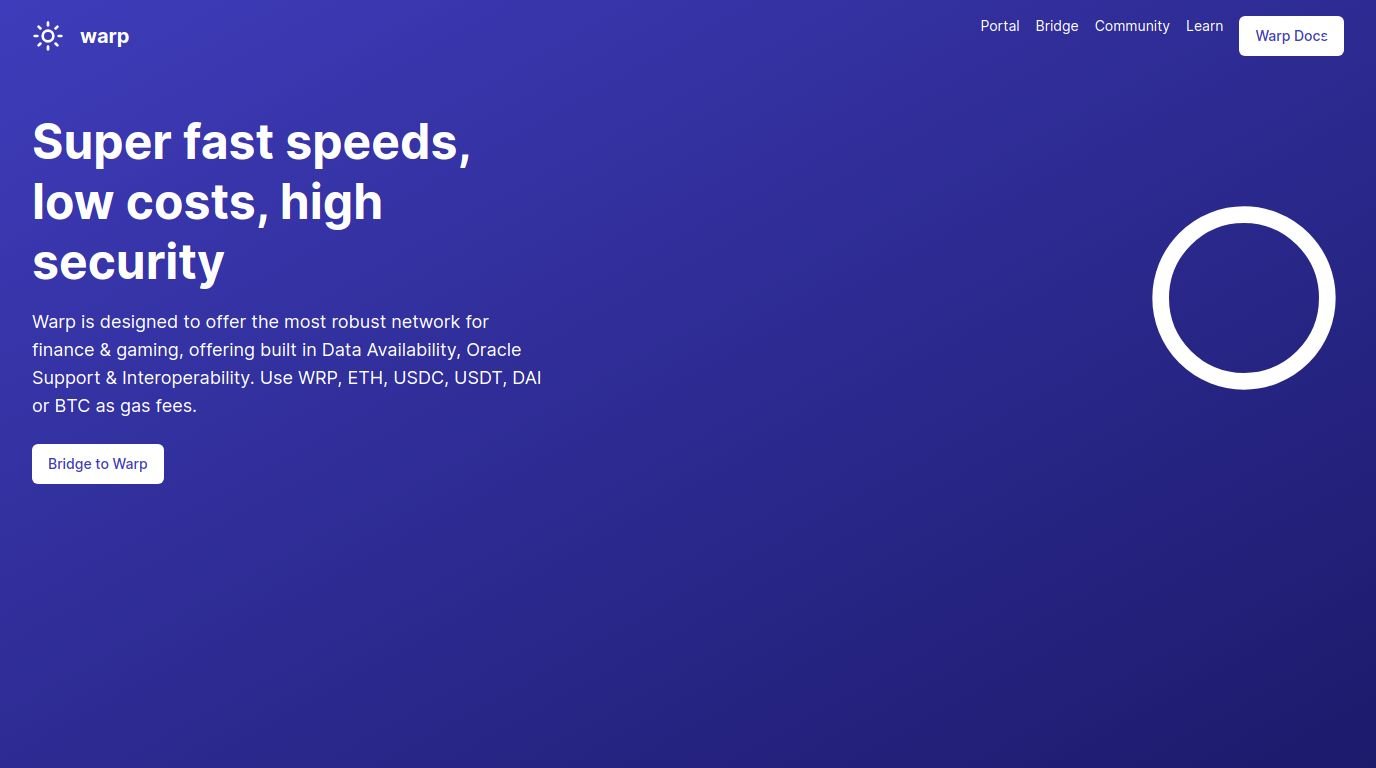 warp
Portal
Bridge
Community
Learn
Warp Docs
Super fast speeds,
low costs, high
security
Warp is designed to offer the most robust network for
finance & gaming, offering built in Data Availability, Oracle
Support & Interoperability. Use WRP, ETH, USDC, USDT, DAI
or BTC as gas fees.
Bridge to Warp